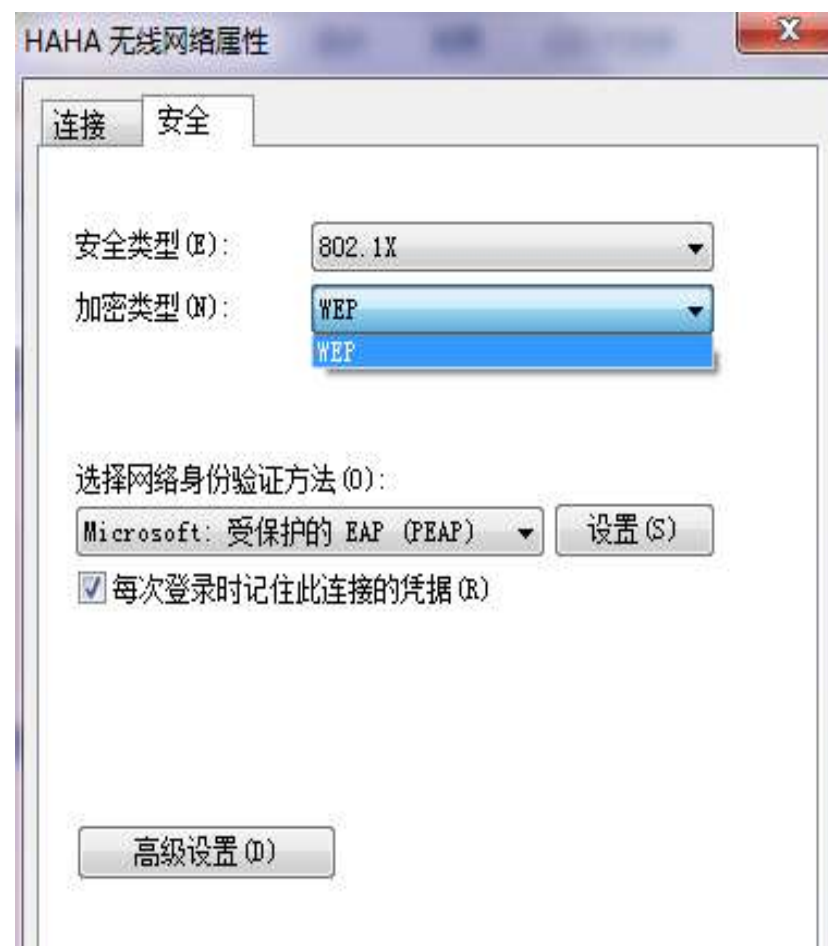 HAHA 无线网络属性
连接 安全
安全类型(E): 802.1X
加密类型(N): WEP
WEP
选择网络身份验证方法(O):
Microsoft: 受保护的 EAP (PEAP) 设置(S)
每次登录时记住此连接的凭据(R)
高级设置(D)